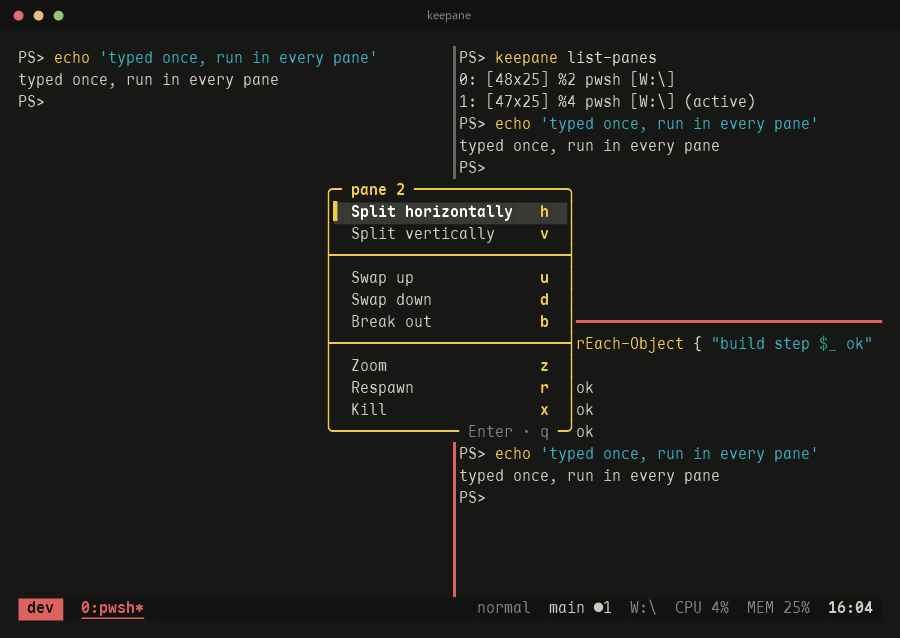 keepane
PS> echo 'typed once, run in every pane'
typed once, run in every pane
PS>
PS> keepane list-panes
0: [48x25] %2 pwsh [W:\]
1: [47x25] %4 pwsh [W:\] (active)
PS> echo 'typed once, run in every pane'
typed once, run in every pane
PS>
pane 2
Split horizontally h
Split vertically v
Swap up u
Swap down d
Break out b
Zoom z
Respawn r
Kill x
Enter · q
rEach-Object { "build step $_ ok"
ok
ok
ok
PS> echo 'typed once, run in every pane'
typed once, run in every pane
PS>
dev 0:pwsh* normal main ●1 W:\ CPU 4% MEM 25% 16:04